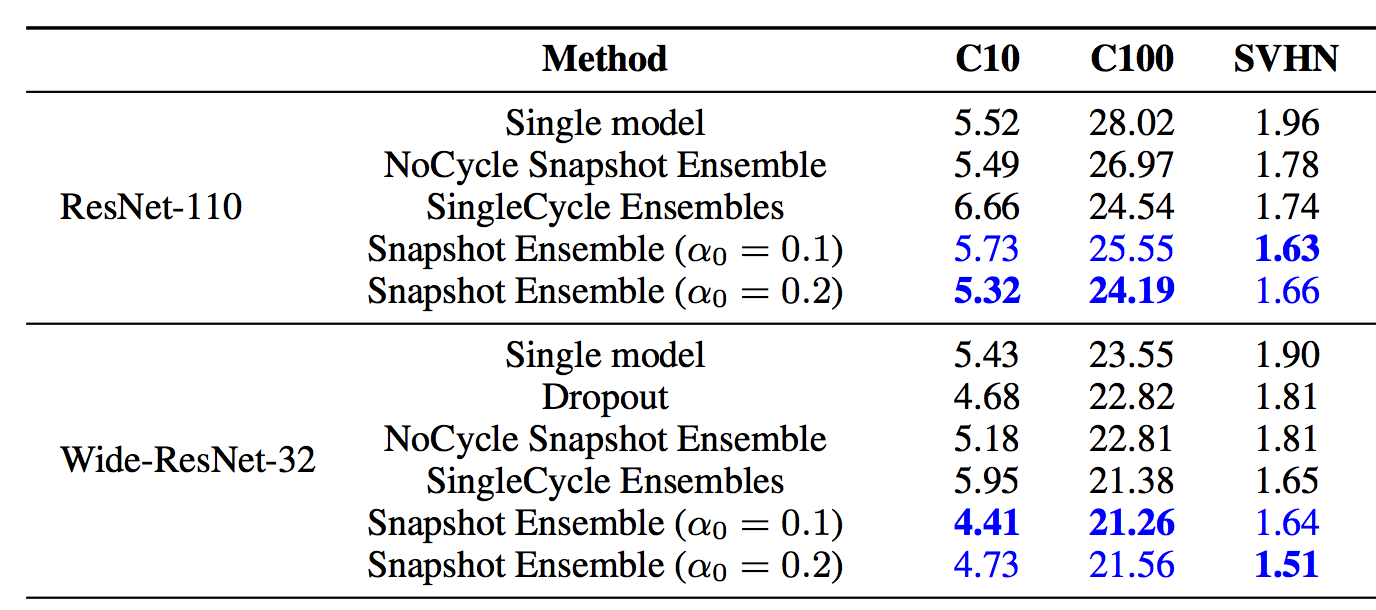 Method C10 C100 SVHN
Single model 5.52 28.02 1.96
NoCycle Snapshot Ensemble 5.49 26.97 1.78
ResNet-110 SingleCycle Ensembles 6.66 24.54 1.74
Snapshot Ensemble (α₀ = 0.1) 5.73 25.55 1.63
Snapshot Ensemble (α₀ = 0.2) 5.32 24.19 1.66
Single model 5.43 23.55 1.90
Dropout 4.68 22.82 1.81
NoCycle Snapshot Ensemble 5.18 22.81 1.81
Wide-ResNet-32
SingleCycle Ensembles 5.95 21.38 1.65
Snapshot Ensemble (α₀ = 0.1) 4.41 21.26 1.64
Snapshot Ensemble (α₀ = 0.2) 4.73 21.56 1.51